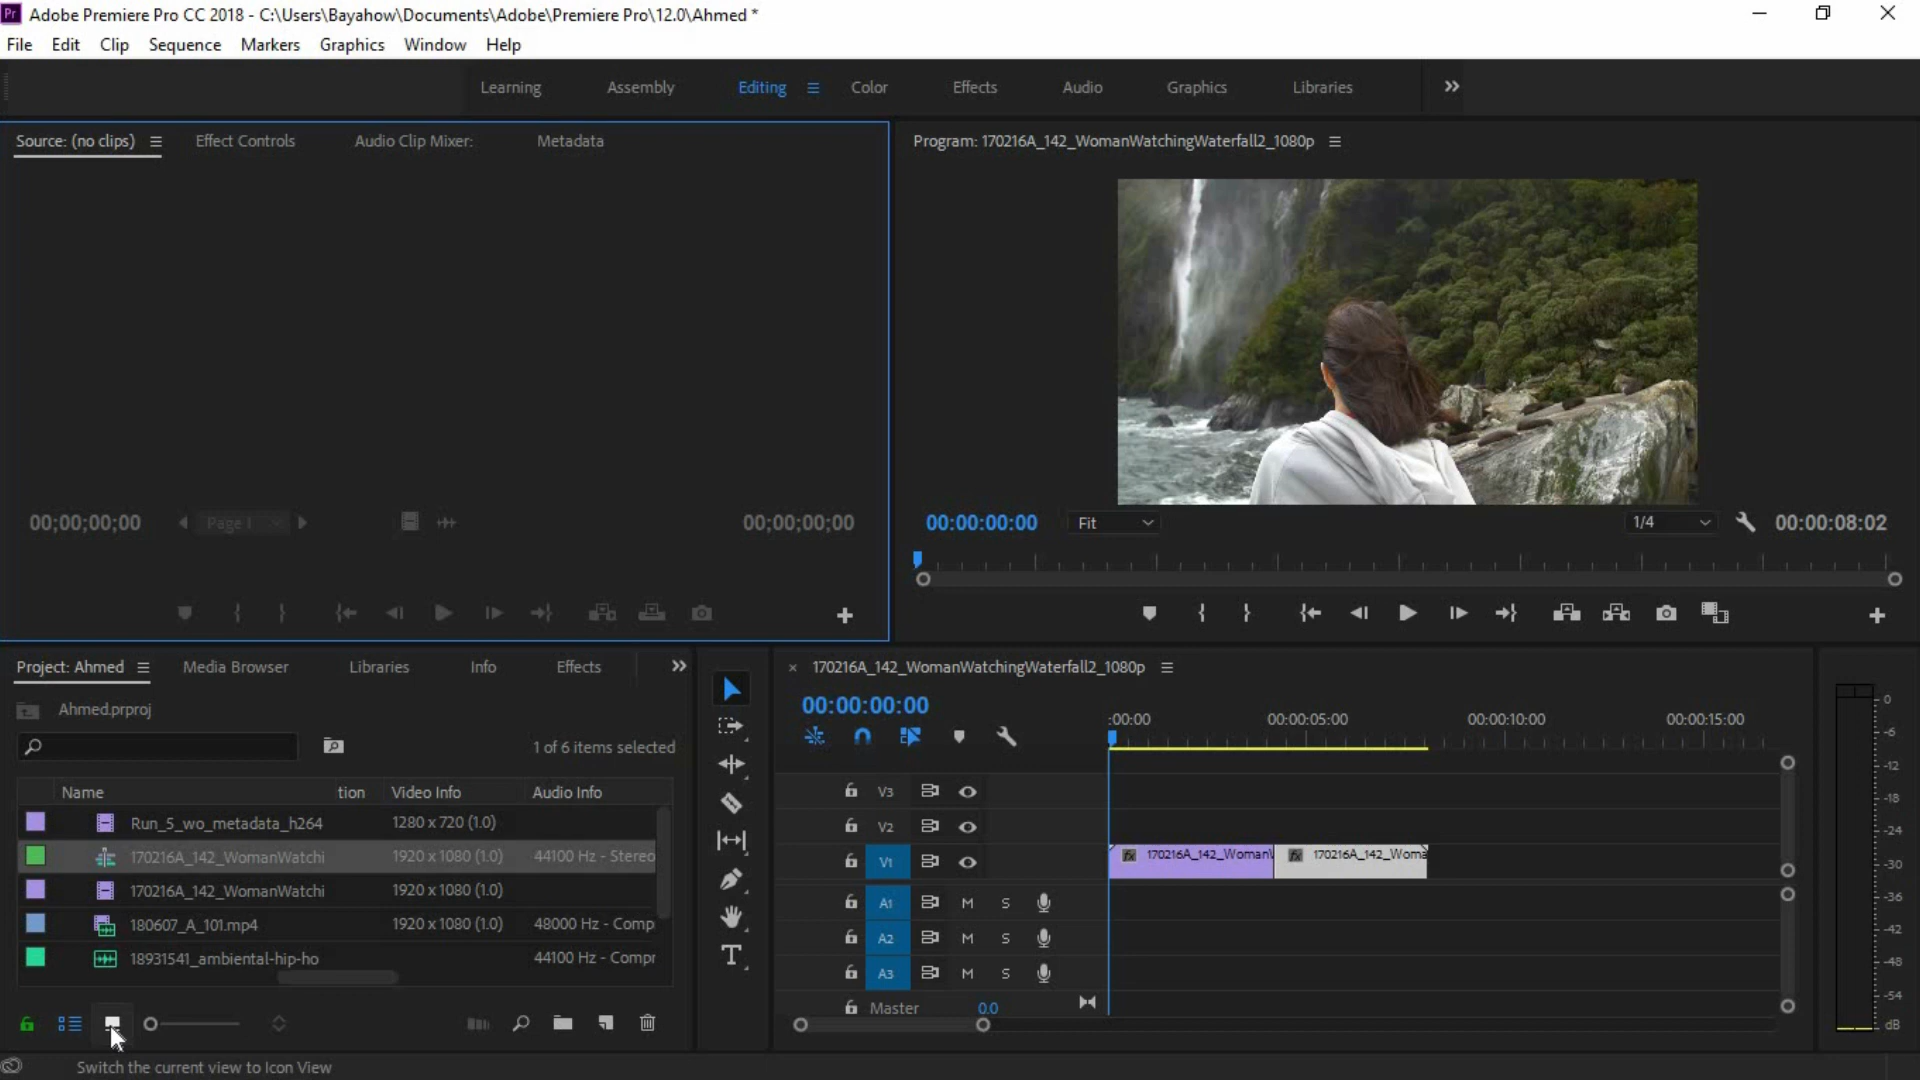 Adobe Premiere Pro CC 2018 - C:\Users\Bayahow\Documents\Adobe\Premiere Pro\12.0\Ahmed *
File Edit Clip Sequence Markers Graphics Window Help
Learning Assembly Editing Color Effects Audio Graphics Libraries
Source: (no clips) Effect Controls Audio Clip Mixer: Metadata
Program: 170216A_142_WomanWatchingWaterfall2_1080p
00;00;00;00 Page 1 00;00;00;00
00:00:00:00 Fit 1/4 00:00:08:02
Project: Ahmed Media Browser Libraries Info Effects
Ahmed.prproj
1 of 6 items selected
Name tion Video Info Audio Info
Run_5_wo_metadata_h264 1280 x 720 (1.0)
170216A_142_WomanWatchi 1920 x 1080 (1.0) 44100 Hz - Stereo
170216A_142_WomanWatchi 1920 x 1080 (1.0)
180607_A_101.mp4 1920 x 1080 (1.0) 48000 Hz - Comp
18931541_ambiental-hip-ho 44100 Hz - Compr
Switch the current view to Icon View
170216A_142_WomanWatchingWaterfall2_1080p
00:00:00:00
:00:00 00:00:05:00 00:00:10:00 00:00:15:00
V3
V2
V1 fx 170216A_142_Woman fx 170216A_142_Woma
A1 M S
A2 M S
A3 M S
Master 0.0
0
-6
-12
-18
-24
-30
-36
-42
-48
-54
dB